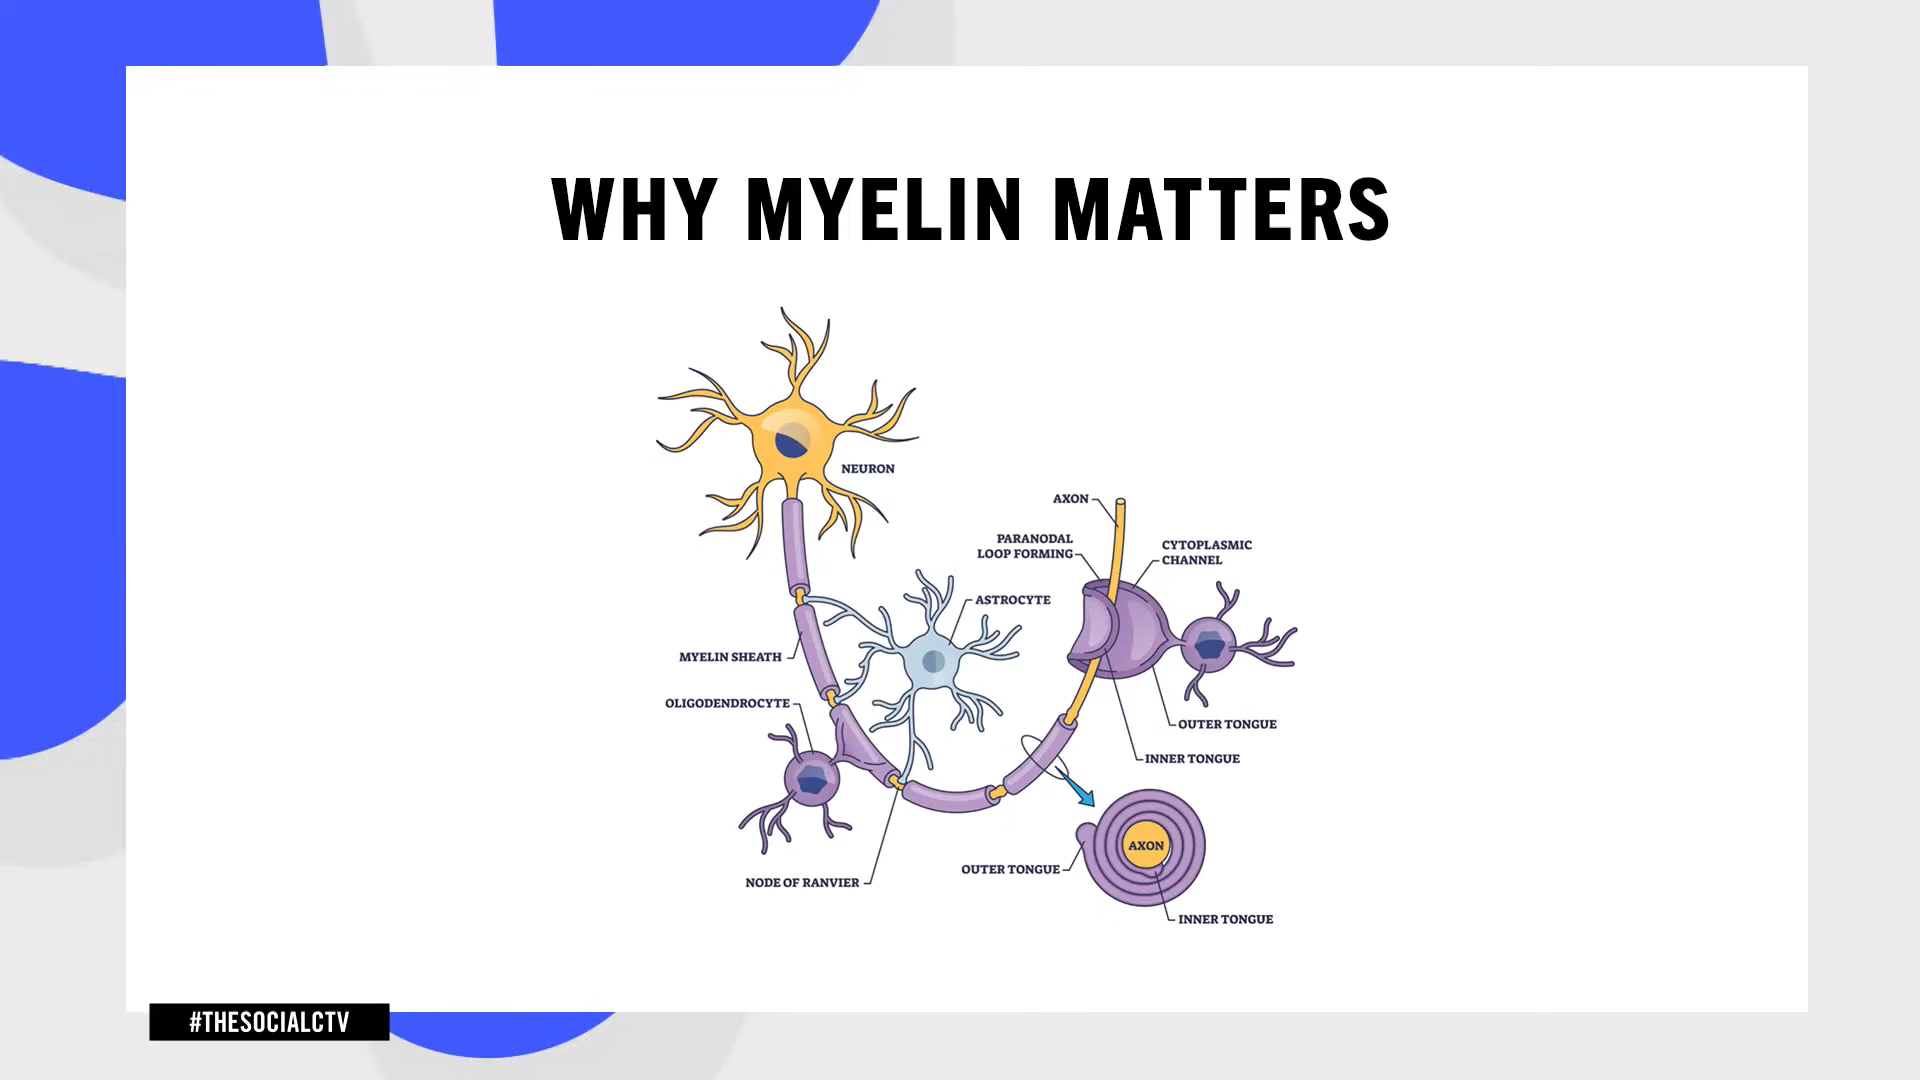 WHY MYELIN MATTERS
NEURON
AXON
PARANODAL
LOOP FORMING
CYTOPLASMIC
CHANNEL
ASTROCYTE
MYELIN SHEATH
OLIGODENDROCYTE
OUTER TONGUE
INNER TONGUE
AXON
OUTER TONGUE
NODE OF RANVIER
INNER TONGUE
#THESOCIALCTV